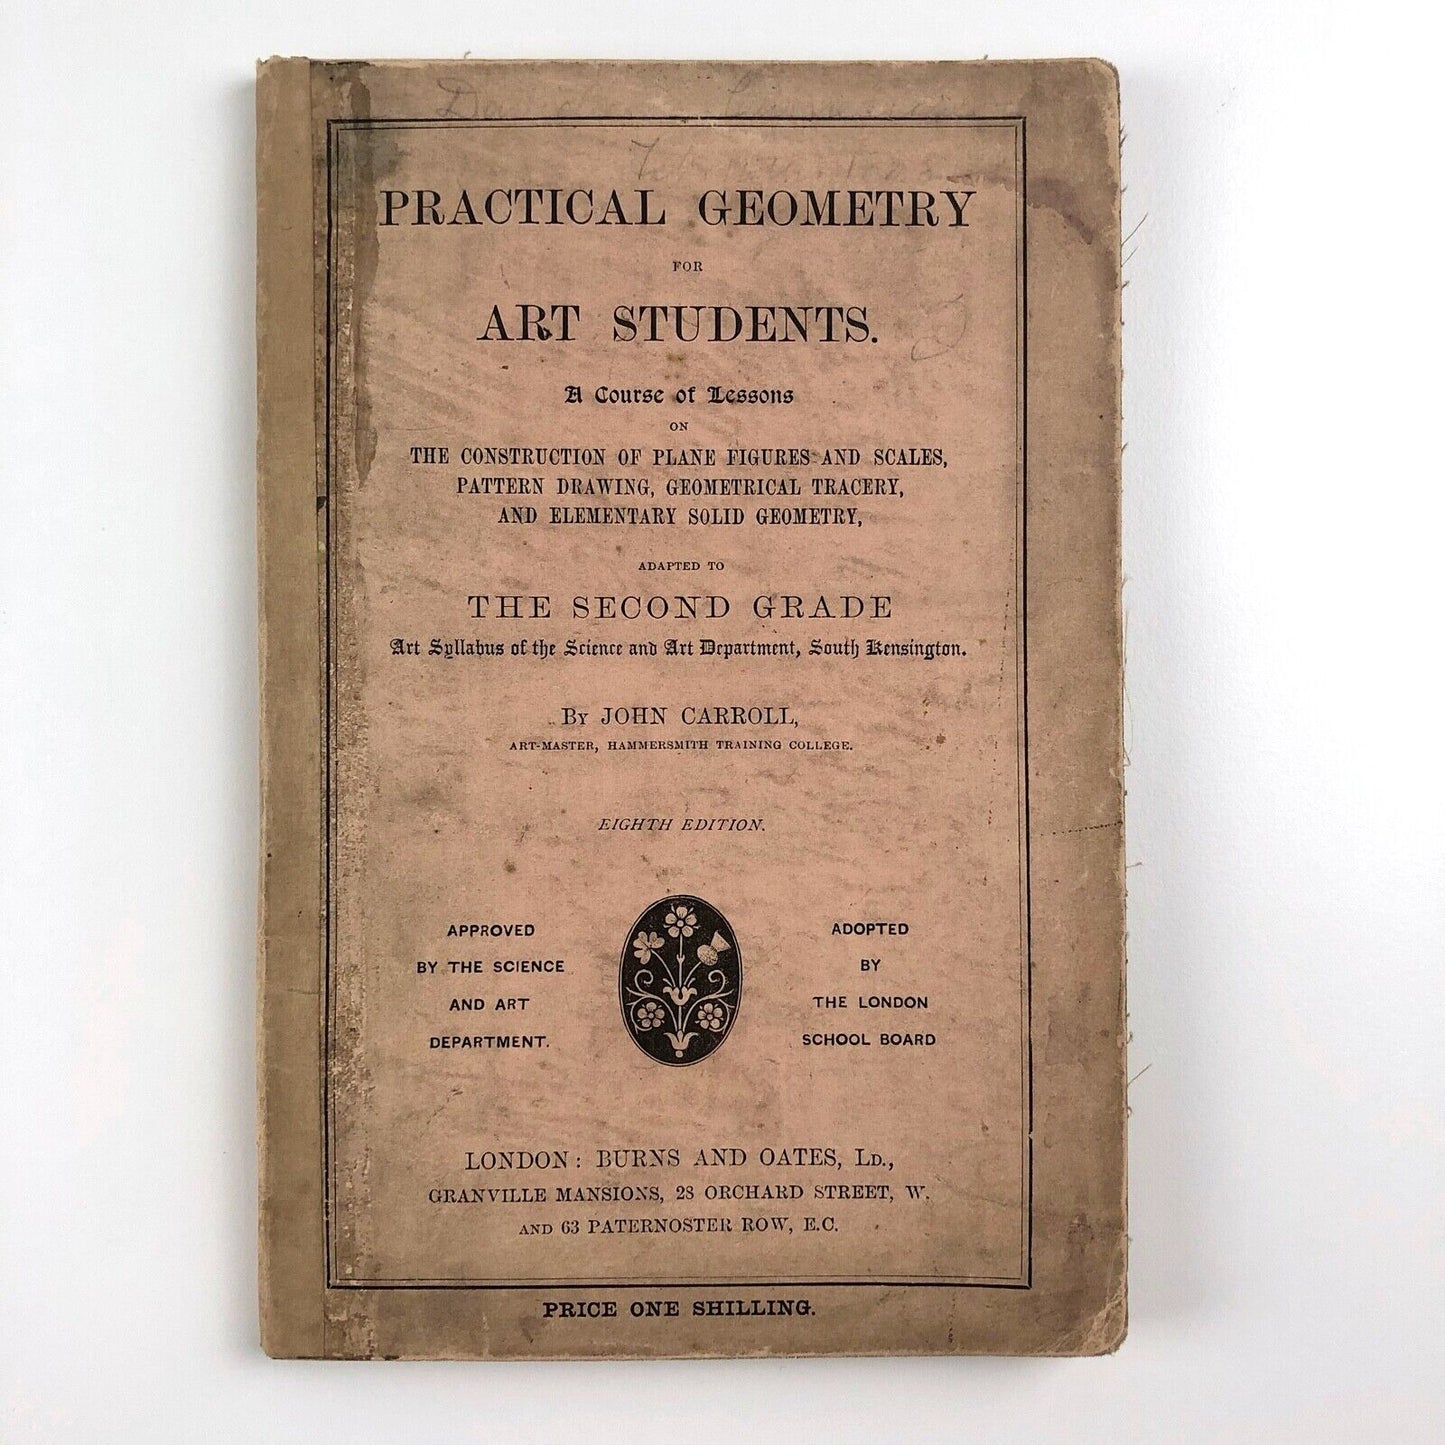 PRACTICAL GEOMETRY
FOR
ART STUDENTS.
A Course of Lessons
ON
THE CONSTRUCTION OF PLANE FIGURES AND SCALES,
PATTERN DRAWING, GEOMETRICAL TRACERY,
AND ELEMENTARY SOLID GEOMETRY,
ADAPTED TO
THE SECOND GRADE
Art Syllabus of the Science and Art Department, South Kensington.
BY JOHN CARROLL,
ART-MASTER, HAMMERSMITH TRAINING COLLEGE.
EIGHTH EDITION.
APPROVED
BY THE SCIENCE
AND ART
DEPARTMENT.
ADOPTED
BY
THE LONDON
SCHOOL BOARD
LONDON: BURNS AND OATES, LD.,
GRANVILLE MANSIONS, 28 ORCHARD STREET, W.
AND 63 PATERNOSTER ROW, E.C.
PRICE ONE SHILLING.